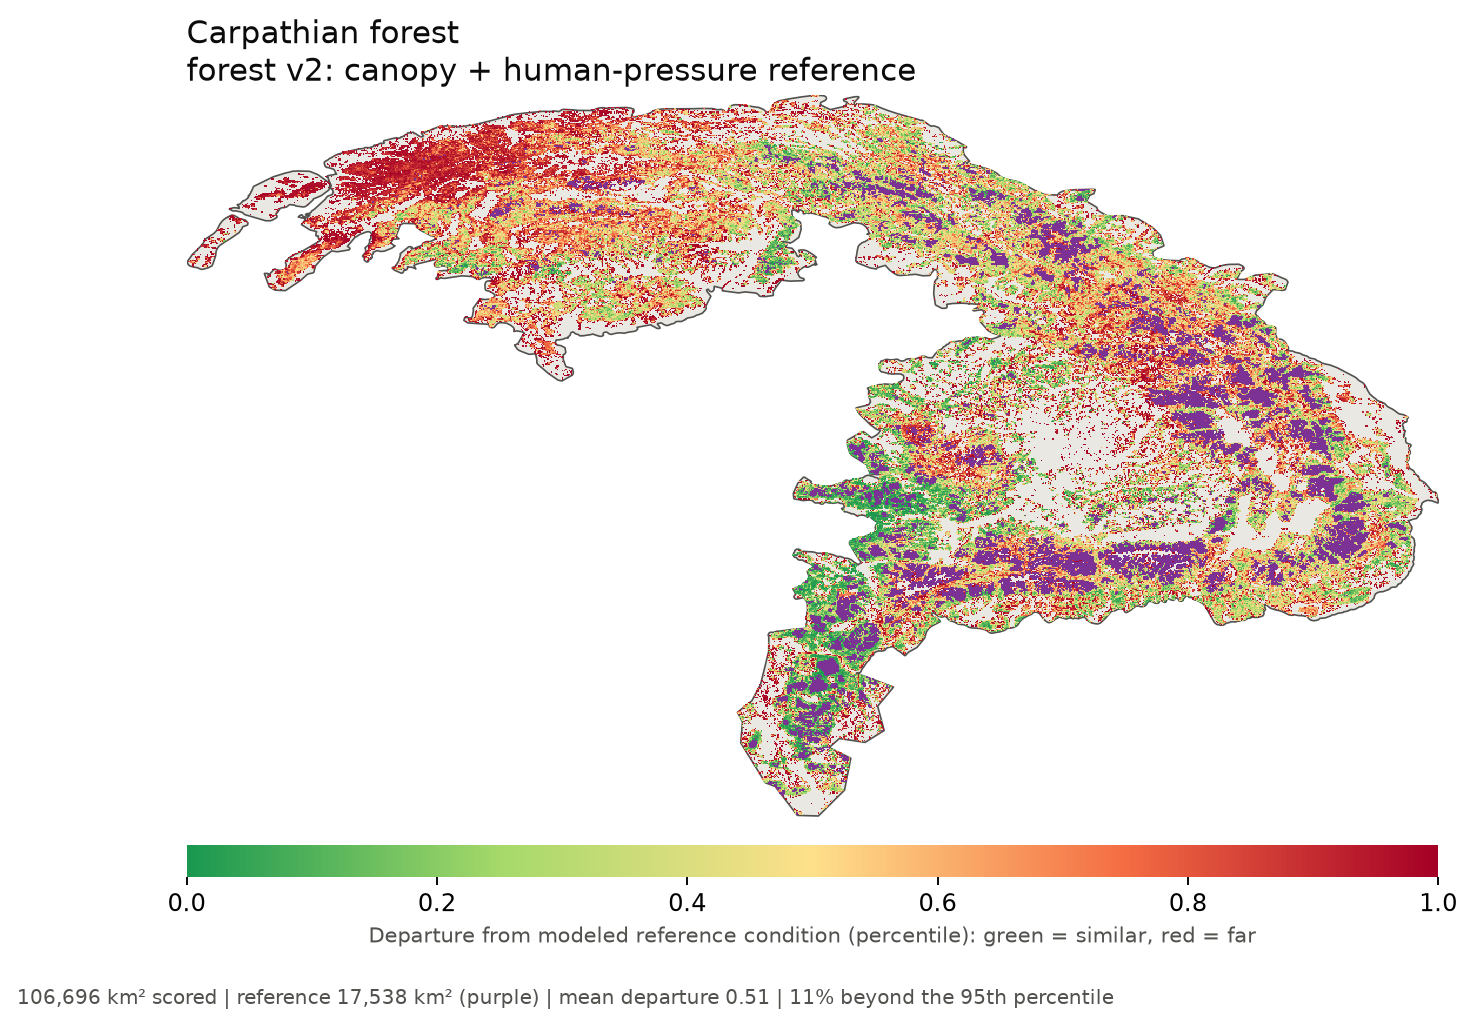 Carpathian forest
forest v2: canopy + human-pressure reference
0.0 0.2 0.4 0.6 0.8 1.0
Departure from modeled reference condition (percentile): green = similar, red = far
106,696 km² scored | reference 17,538 km² (purple) | mean departure 0.51 | 11% beyond the 95th percentile